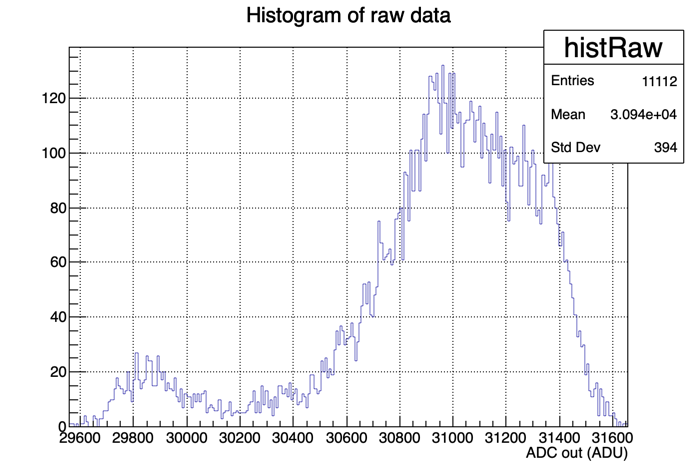 Histogram of raw data
histRaw
Entries 11112
Mean 3.094e+04
Std Dev 394
120
100
80
60
40
20
0
29600 29800 30000 30200 30400 30600 30800 31000 31200 31400 31600
ADC out (ADU)